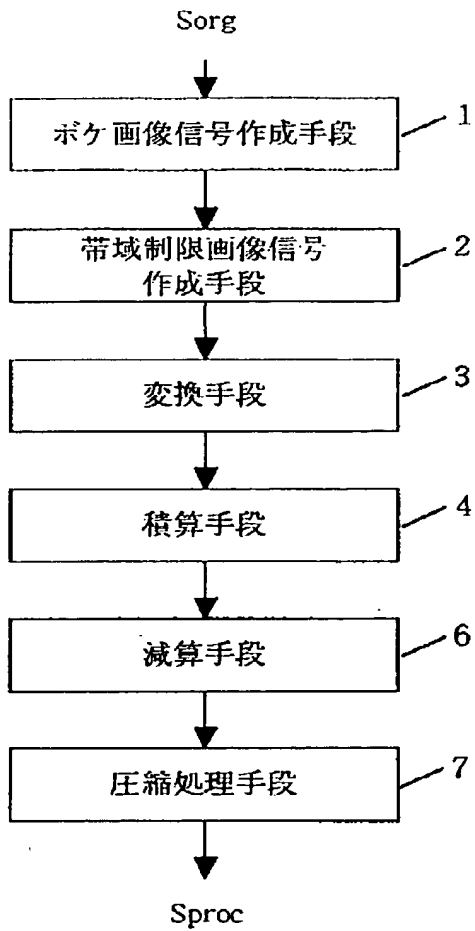 Sorg
ボケ画像信号作成手段
1
帯域制限画像信号
作成手段
2
変換手段
3
積算手段
4
減算手段
6
圧縮処理手段
7
Sproc